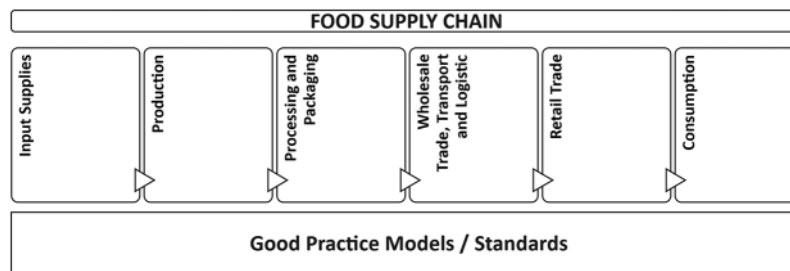 FOOD SUPPLY CHAIN
Input Supplies
Production
Processing and
Packaging
Wholesale
Trade, Transport
and Logistic
Retail Trade
Consumption
Good Practice Models / Standards